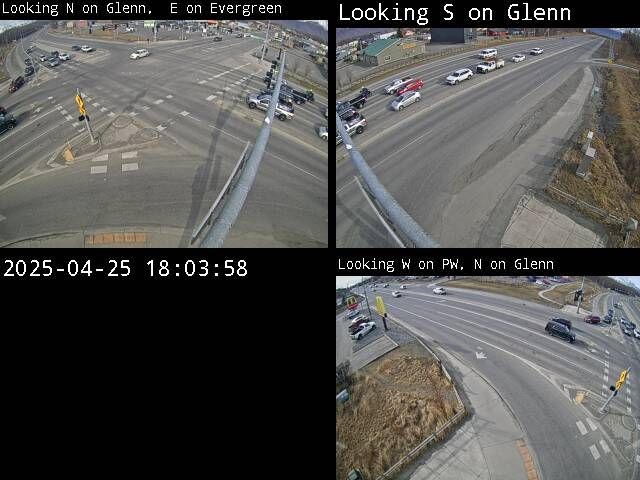 Looking N on Glenn,  E on Evergreen
Looking S on Glenn
2025-04-25 18:03:58
Looking W on PW, N on Glenn